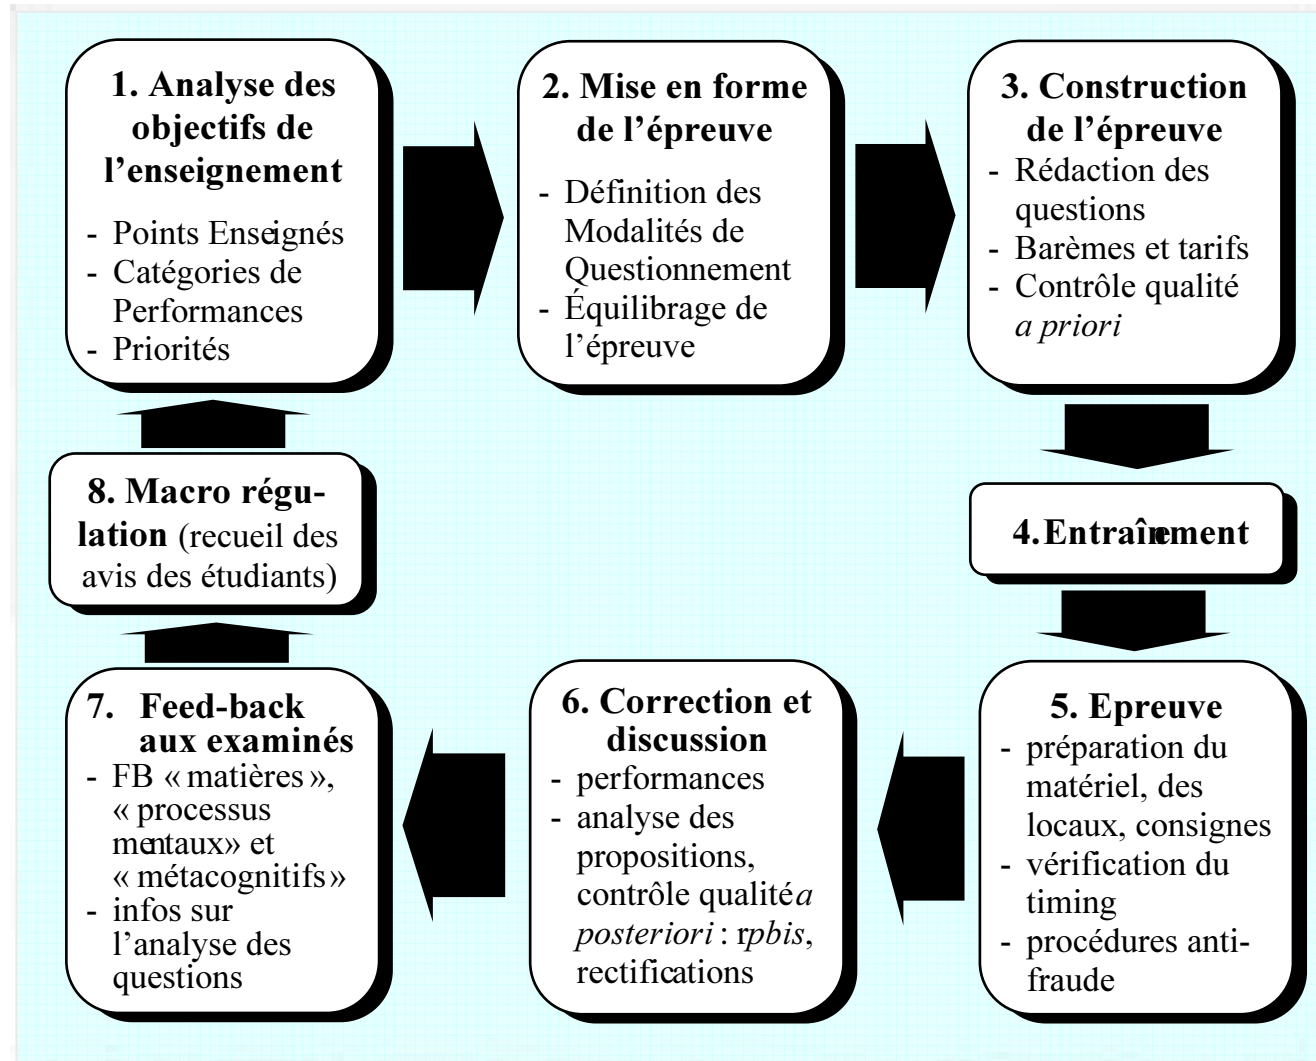 1. Analyse des
objectifs de
l’enseignement
- Points Enseignés
- Catégories de
Performances
- Priorités
2. Mise en forme
de l’épreuve
- Définition des
Modalités de
Questionnement
- Équilibrage de
l’épreuve
3. Construction
de l’épreuve
- Rédaction des
questions
- Barèmes et tarifs
- Contrôle qualité
a priori
4. Entraînement
5. Epreuve
- préparation du
matériel, des
locaux, consignes
- vérification du
timing
- procédures anti-
fraude
6. Correction et
discussion
- performances
- analyse des
propositions,
contrôle qualité a
posteriori : rpbis,
rectifications
7. Feed-back
aux examinés
- FB « matières »,
« processus
mentaux» et
« métacognitifs »
- infos sur
l’analyse des
questions
8. Macro régu-
lation (recueil des
avis des étudiants)